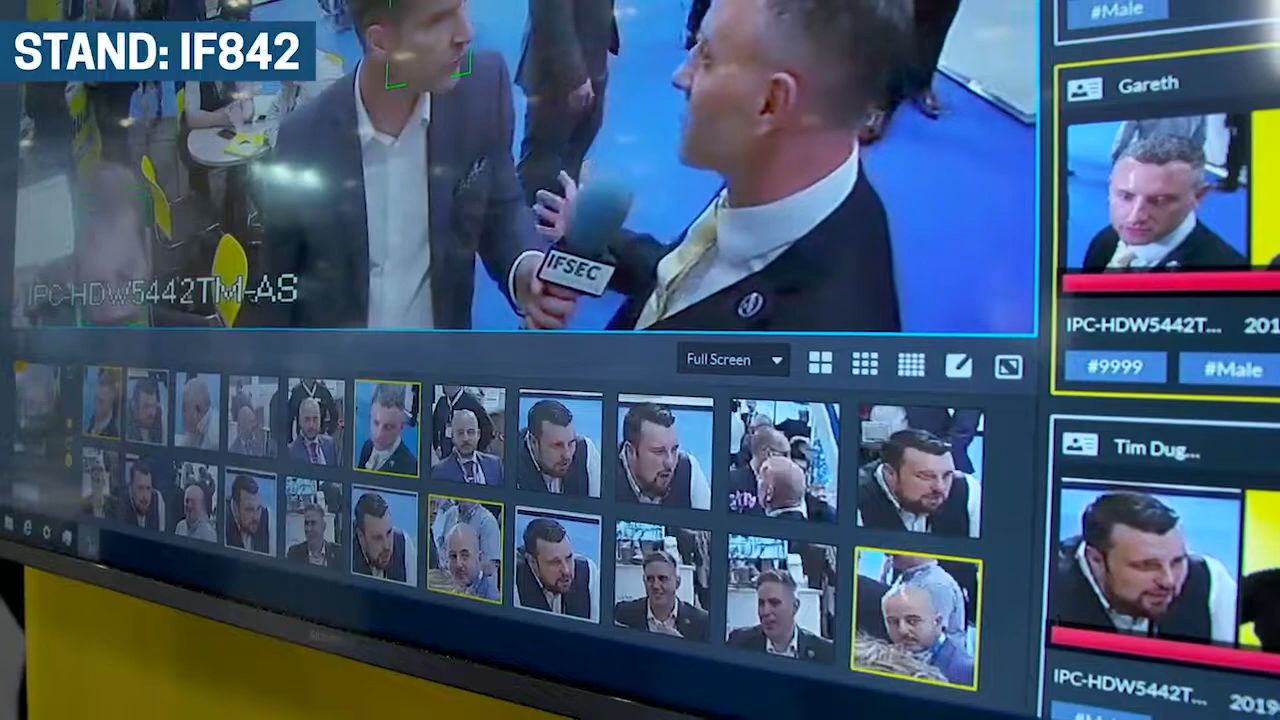 STAND: IF842
#Male
Gareth
IFSEC
IPC-HDW5442TM-AS
IPC-HDW5442T... 201
Full Screen
#9999 #Male
Tim Dug...
IPC-HDW5442T... 2019